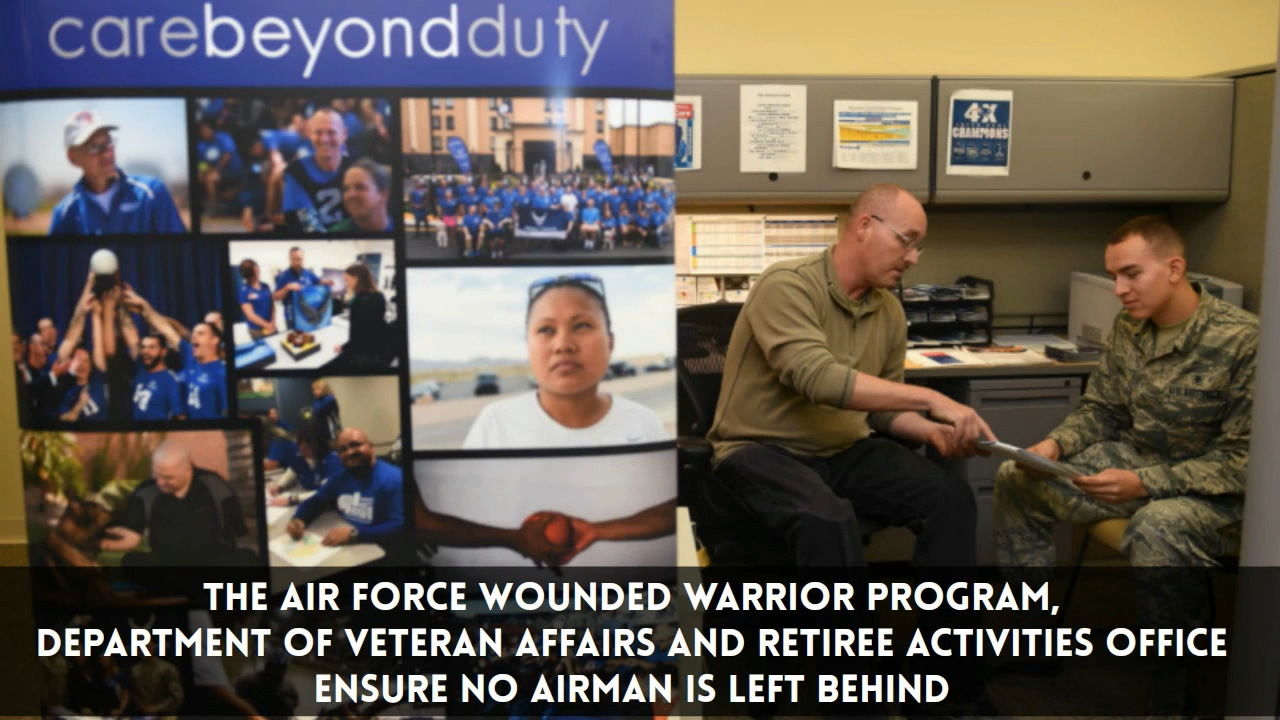 carebeyondduty
4X
CHAMPIONS
THE AIR FORCE WOUNDED WARRIOR PROGRAM,
DEPARTMENT OF VETERAN AFFAIRS AND RETIREE ACTIVITIES OFFICE
ENSURE NO AIRMAN IS LEFT BEHIND